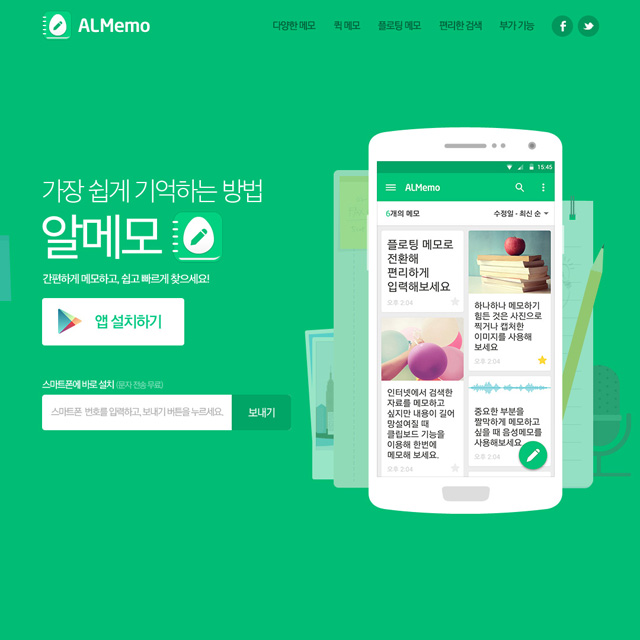 ALMemo
다양한 메모
퀵 메모
플로팅 메모
편리한 검색
부가 기능
가장 쉽게 기억하는 방법
알메모
간편하게 메모하고, 쉽고 빠르게 찾으세요!
앱 설치하기
스마트폰에 바로 설치 (문자 전송 무료)
스마트폰 번호를 입력하고, 보내기 버튼을 누르세요.
보내기
15:45
ALMemo
6개의 메모
수정일 - 최신 순
플로팅 메모로
전환해
편리하게
입력해보세요
오후 2:04
인터넷에서 검색한
자료를 메모하고
싶지만 내용이 길어
망설여질 때
클립보드 기능을
이용해 한번에
메모해 보세요.
오후 2:04
하나하나 메모하기
힘든 것은 사진으로
찍거나 캡처한
이미지를 사용해
보세요
오후 2:04
중요한 부분을
짤막하게 메모하고
싶을 때 음성메모를
사용해보세요
오후 2:04